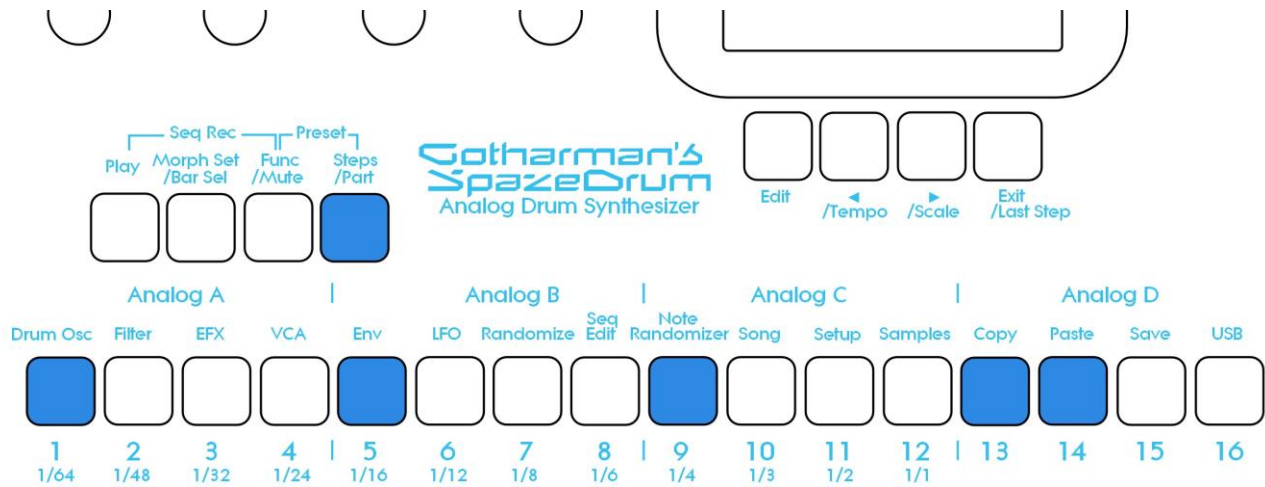 Seq Rec Preset
Play Morph Set /Bar Sel Func /Mute Steps /Part
Gotharman's
SpazeDrum
Analog Drum Synthesizer
Edit ◄ /Tempo ► /Scale Exit /Last Step
Analog A | Analog B | Analog C | Analog D
Drum Osc Filter EFX VCA Env LFO Randomize Seq Edit Note Randomizer Song Setup Samples Copy Paste Save USB
1 2 3 4 | 5 6 7 8 | 9 10 11 12 | 13 14 15 16
1/64 1/48 1/32 1/24 1/16 1/12 1/8 1/6 1/4 1/3 1/2 1/1